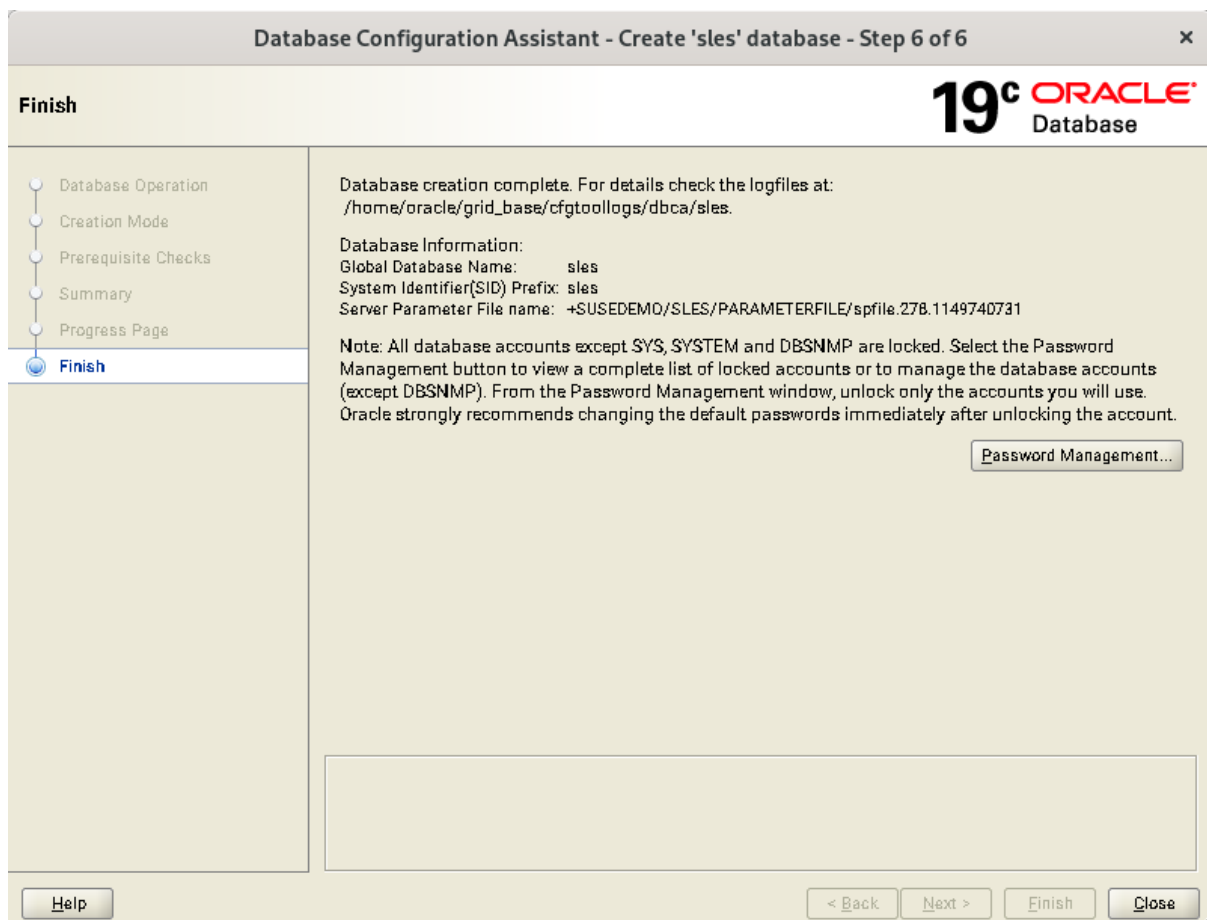 Database Configuration Assistant - Create 'sles' database - Step 6 of 6
×
Finish
19c ORACLE
Database
Database Operation
Creation Mode
Prerequisite Checks
Summary
Progress Page
Finish
Database creation complete. For details check the logfiles at:
/home/oracle/grid_base/cfgtoollogs/dbca/sles.
Database Information:
Global Database Name: sles
System Identifier(SID) Prefix: sles
Server Parameter File name: +SUSEDEMO/SLES/PARAMETERFILE/spfile.278.1149740731
Note: All database accounts except SYS, SYSTEM and DBSNMP are locked. Select the Password
Management button to view a complete list of locked accounts or to manage the database accounts
(except DBSNMP). From the Password Management window, unlock only the accounts you will use.
Oracle strongly recommends changing the default passwords immediately after unlocking the account.
Password Management...
Help
< Back
Next >
Finish
Close